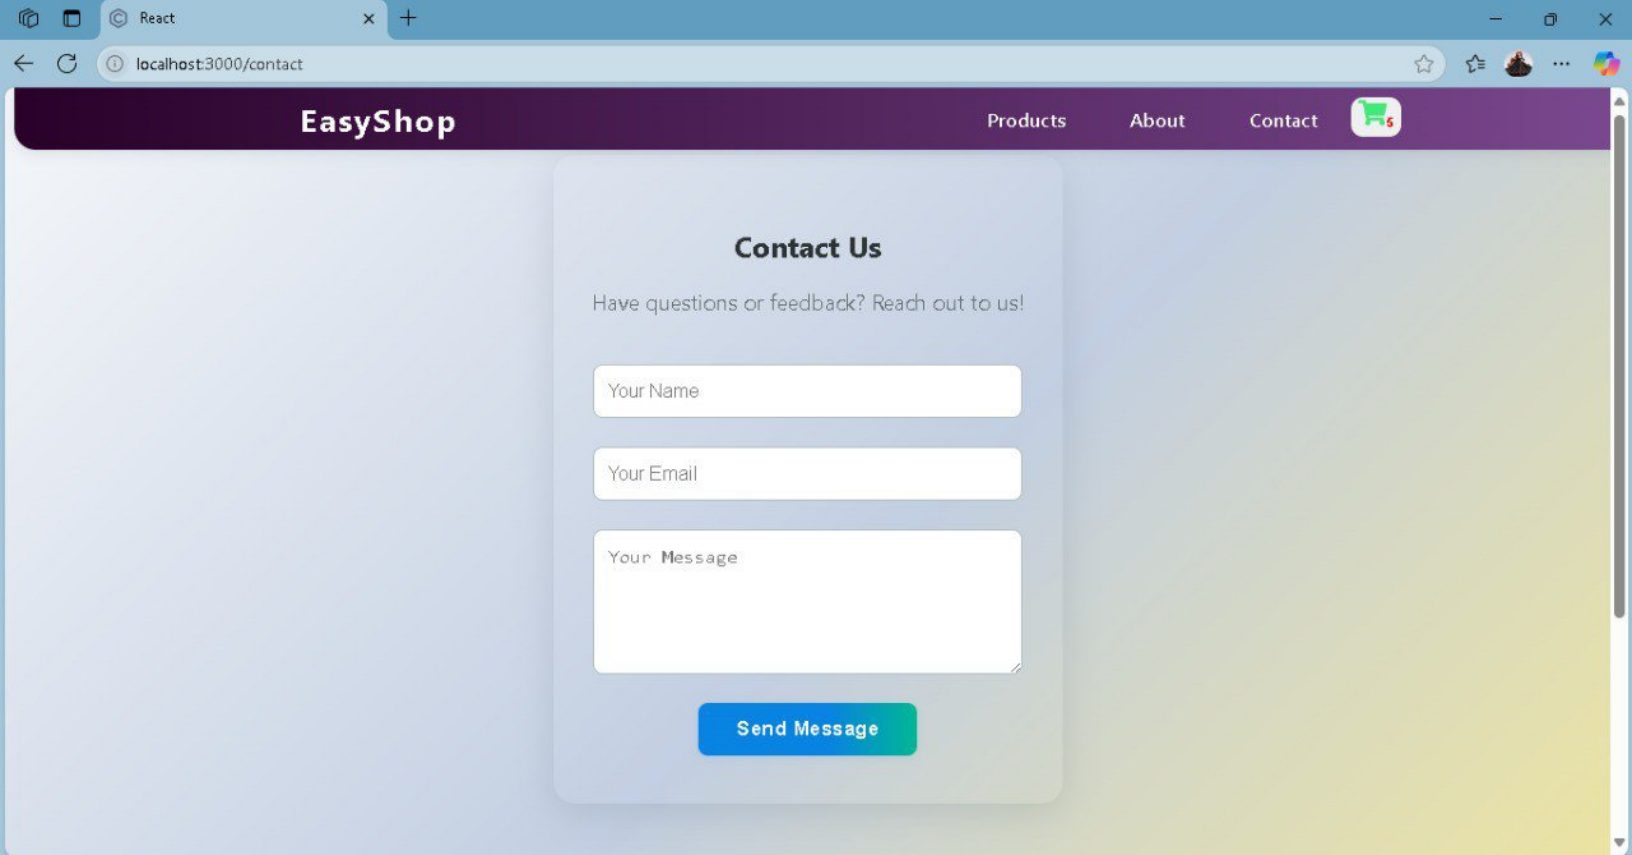 React
localhost:3000/contact
EasyShop
Products About Contact 5
Contact Us
Have questions or feedback? Reach out to us!
Your Name
Your Email
Your Message
Send Message